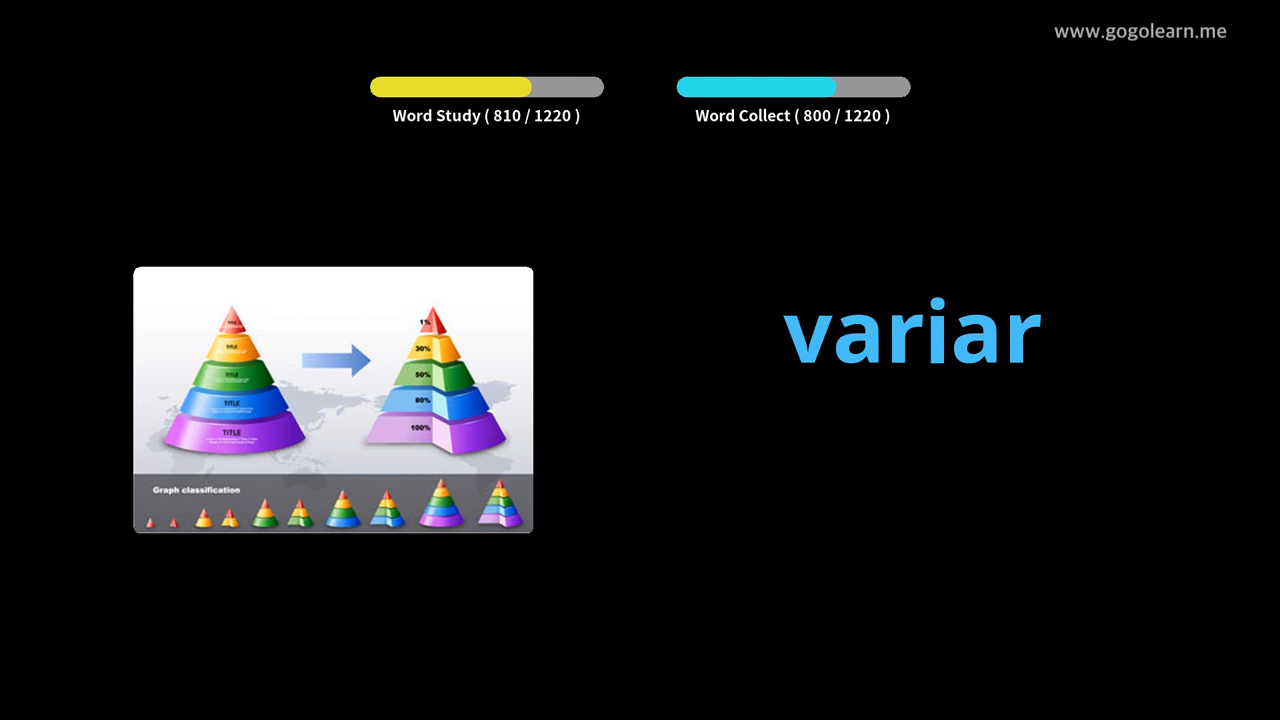 www.gogolearn.me
Word Study ( 810 / 1220 )
Word Collect ( 800 / 1220 )
variar
TITLE
TITLE
TITLE
TITLE
1%
30%
50%
80%
100%
Graph classification